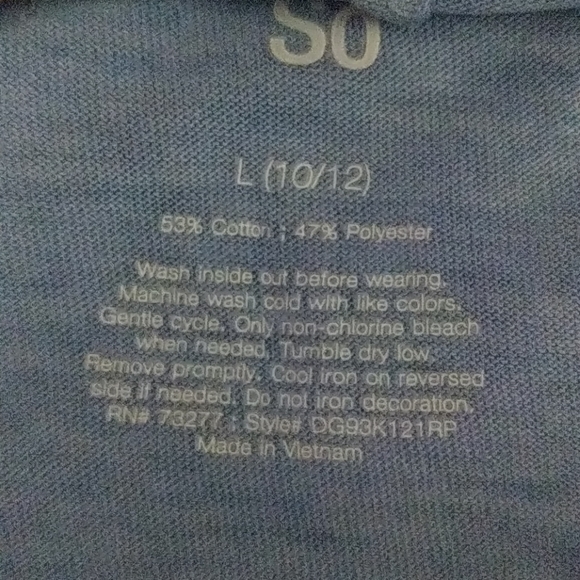 SO
L (10/12)
53% Cotton ; 47% Polyester
Wash inside out before wearing.
Machine wash cold with like colors.
Gentle cycle. Only non-chlorine bleach
when needed. Tumble dry low.
Remove promptly. Cool iron on reversed
side if needed. Do not iron decoration.
RN# 73277 ; Style# DG93K121RP
Made in Vietnam